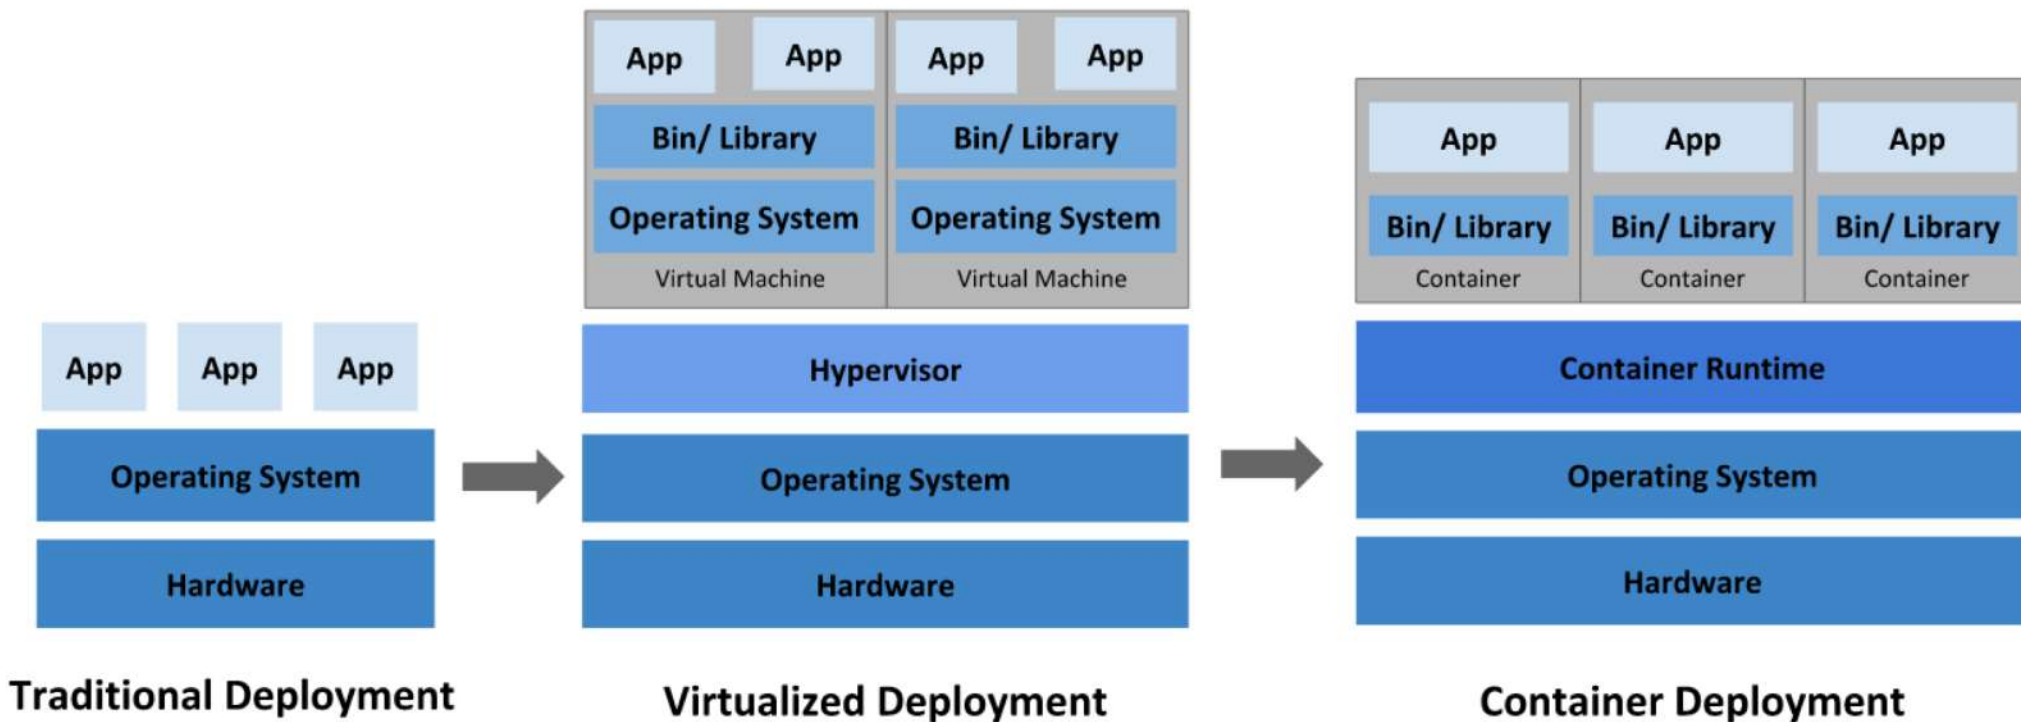 App
App
App
Operating System
Hardware
Traditional Deployment
App
App
Bin/ Library
Operating System
Virtual Machine
App
App
Bin/ Library
Operating System
Virtual Machine
Hypervisor
Operating System
Hardware
Virtualized Deployment
App
Bin/ Library
Container
App
Bin/ Library
Container
App
Bin/ Library
Container
Container Runtime
Operating System
Hardware
Container Deployment